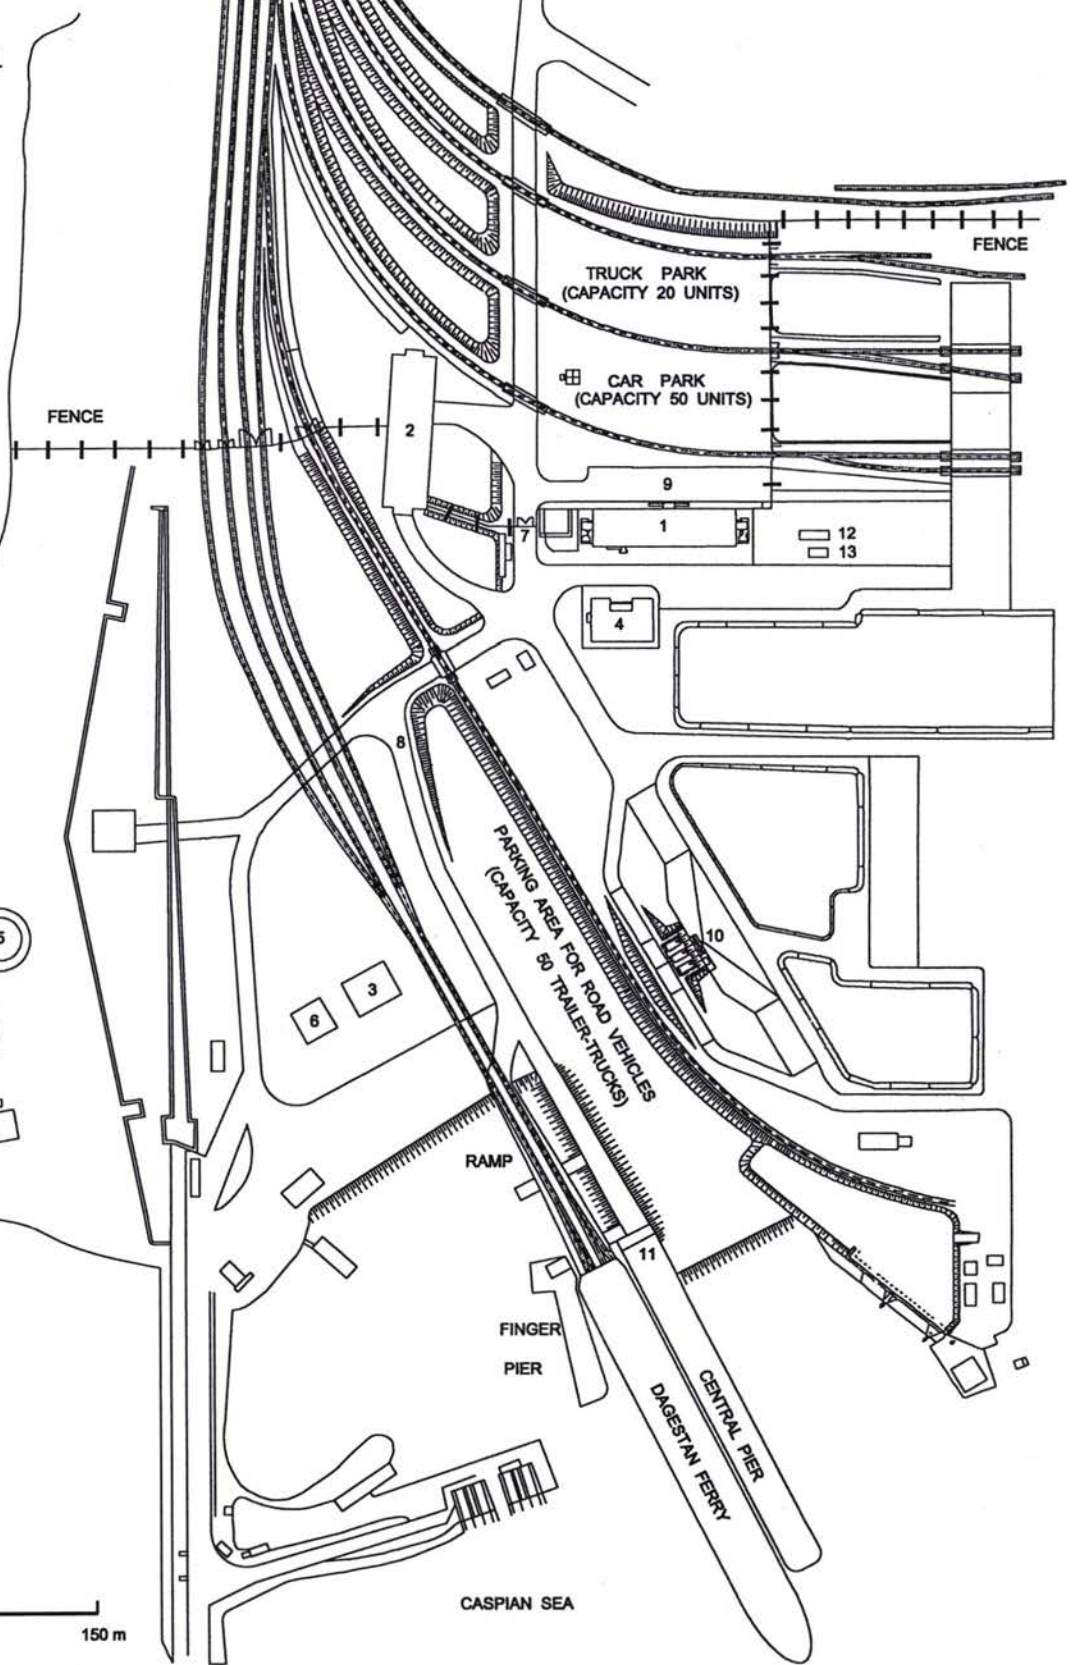 FENCE
TRUCK PARK
(CAPACITY 20 UNITS)
CAR PARK
(CAPACITY 50 UNITS)
FENCE
2
9
1
7
12
13
4
8
PARKING AREA FOR ROAD VEHICLES
(CAPACITY 50 TRAILER-TRUCKS)
10
5
3
6
RAMP
11
FINGER
PIER
CENTRAL PIER
DAGESTAN FERRY
CASPIAN SEA
150 m